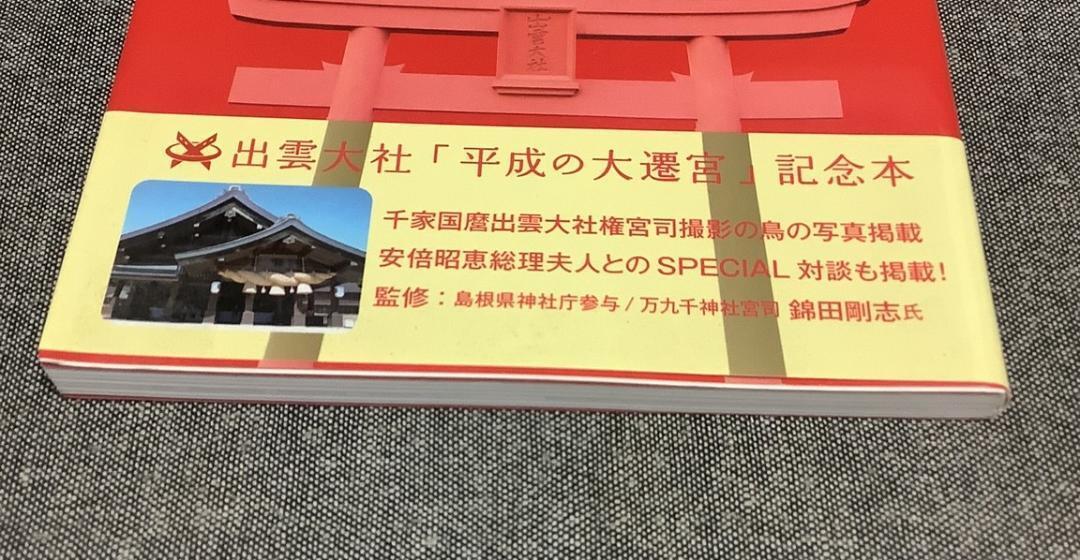 出雲大社
出雲大社「平成の大遷宮」記念本
千家国麿出雲大社権宮司撮影の鳥の写真掲載
安倍昭恵総理夫人とのSPECIAL対談も掲載!
監修:島根県神社庁参与/万九千神社宮司 錦田剛志氏